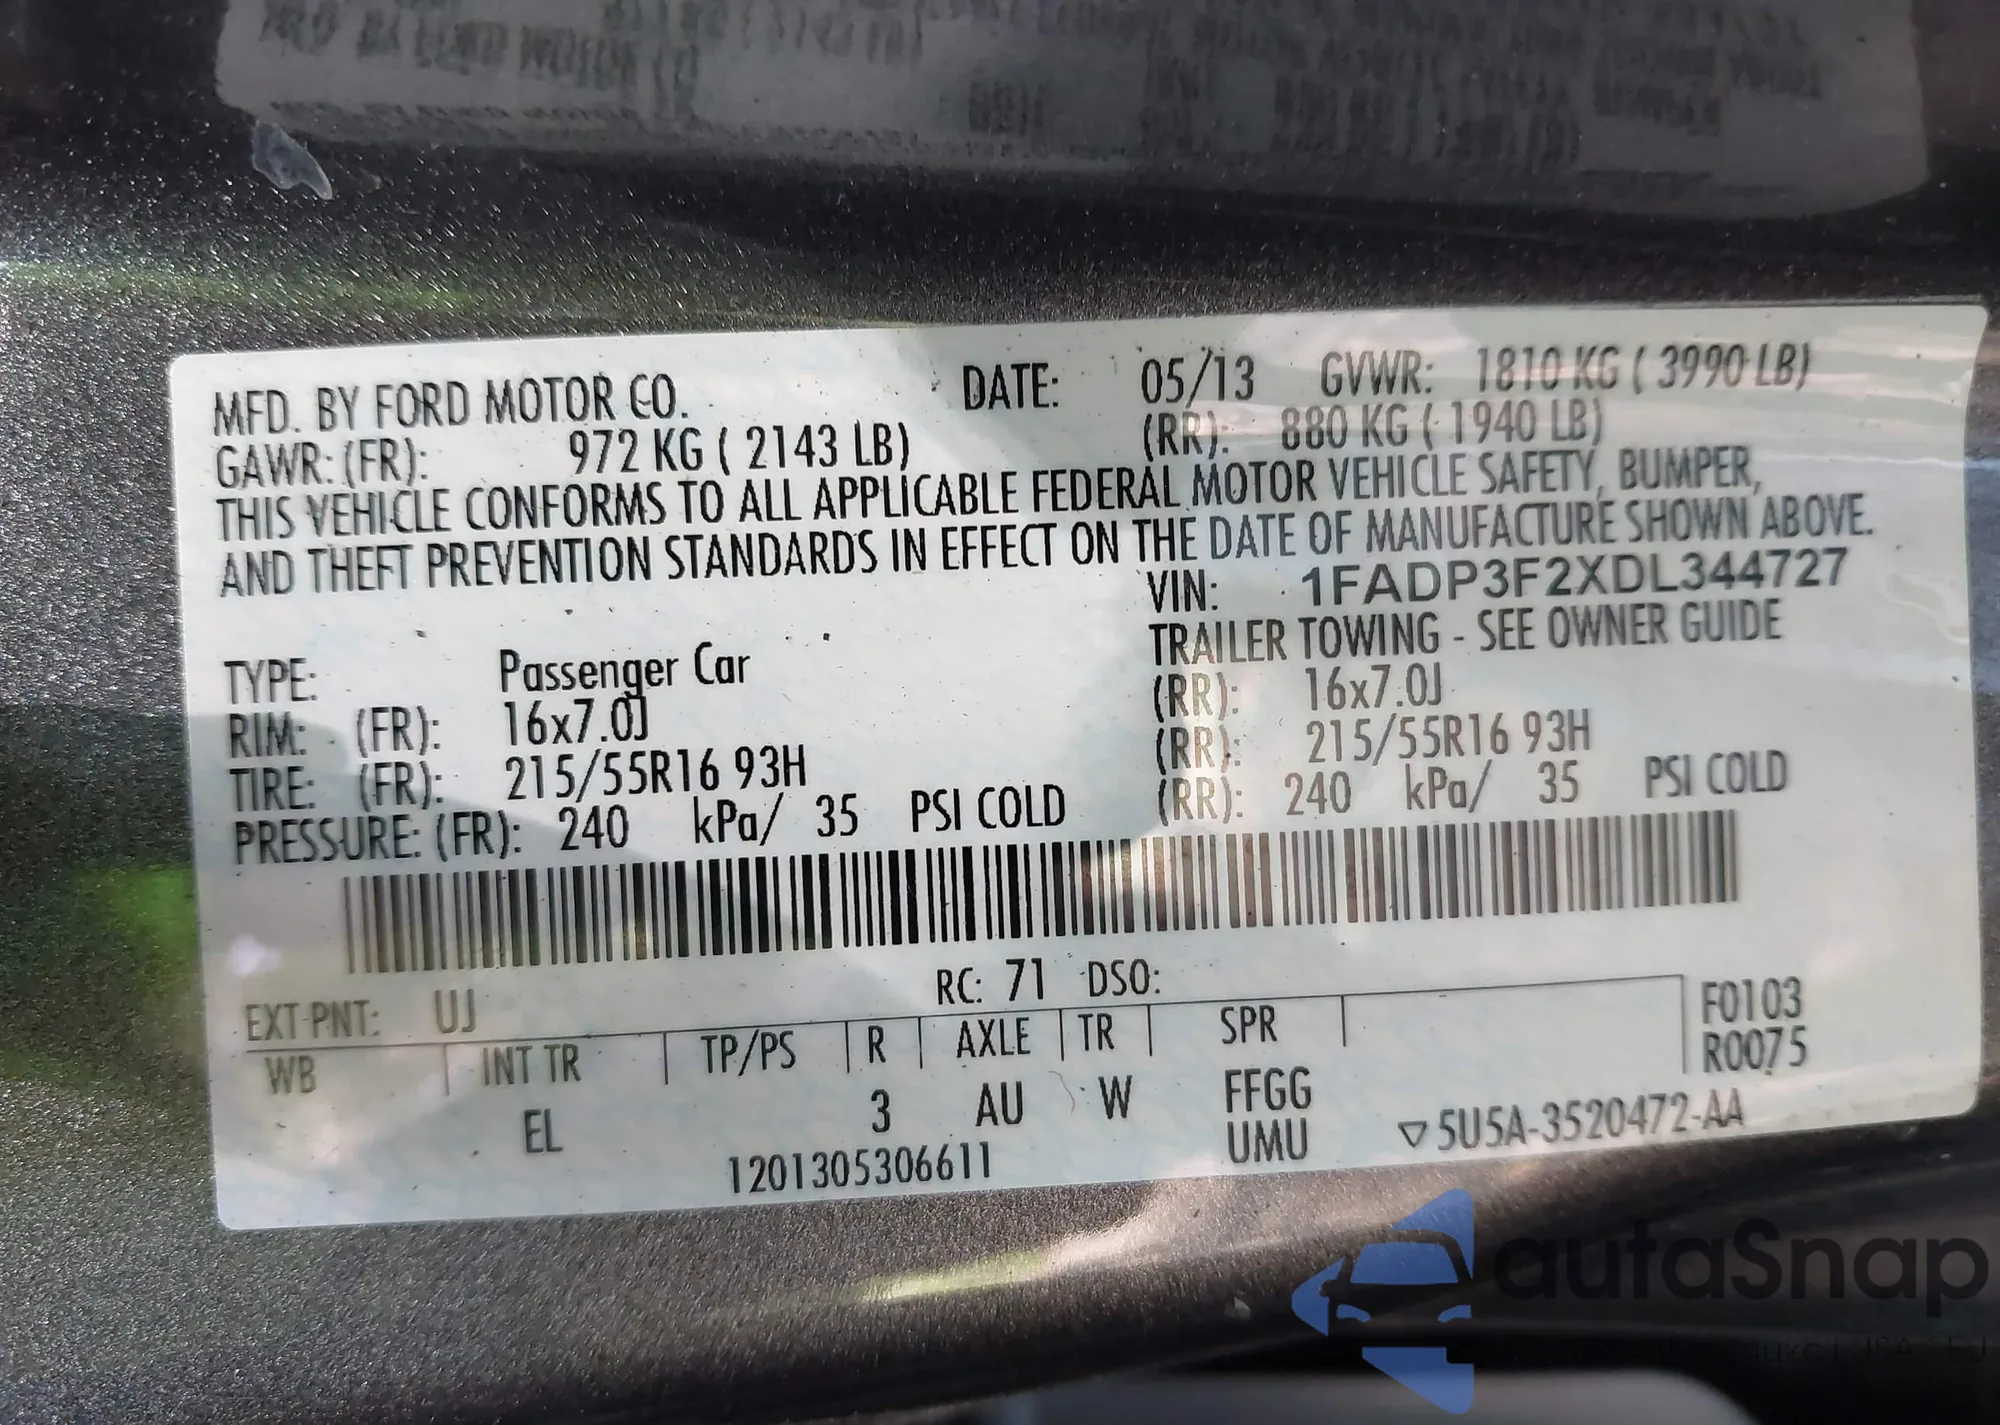 MFD. BY FORD MOTOR CO. DATE: 05/13 GVWR: 1810 KG ( 3990 LB)
GAWR: (FR): 972 KG ( 2143 LB) (RR): 880 KG ( 1940 LB)
THIS VEHICLE CONFORMS TO ALL APPLICABLE FEDERAL MOTOR VEHICLE SAFETY, BUMPER,
AND THEFT PREVENTION STANDARDS IN EFFECT ON THE DATE OF MANUFACTURE SHOWN ABOVE.
VIN: 1FADP3F2XDL344727
TRAILER TOWING - SEE OWNER GUIDE
TYPE: Passenger Car
RIM: (FR): 16x7.0J (RR): 16x7.0J
TIRE: (FR): 215/55R16 93H (RR): 215/55R16 93H
PRESSURE: (FR): 240 kPa/ 35 PSI COLD (RR): 240 kPa/ 35 PSI COLD
EXT PNT: UJ RC: 71 DSO:
WB INT TR TP/PS R AXLE TR SPR F0103
R0075
EL 3 AU W FFGG
UMU ▽5U5A-3520472-AA
1201305306611
autaSnap